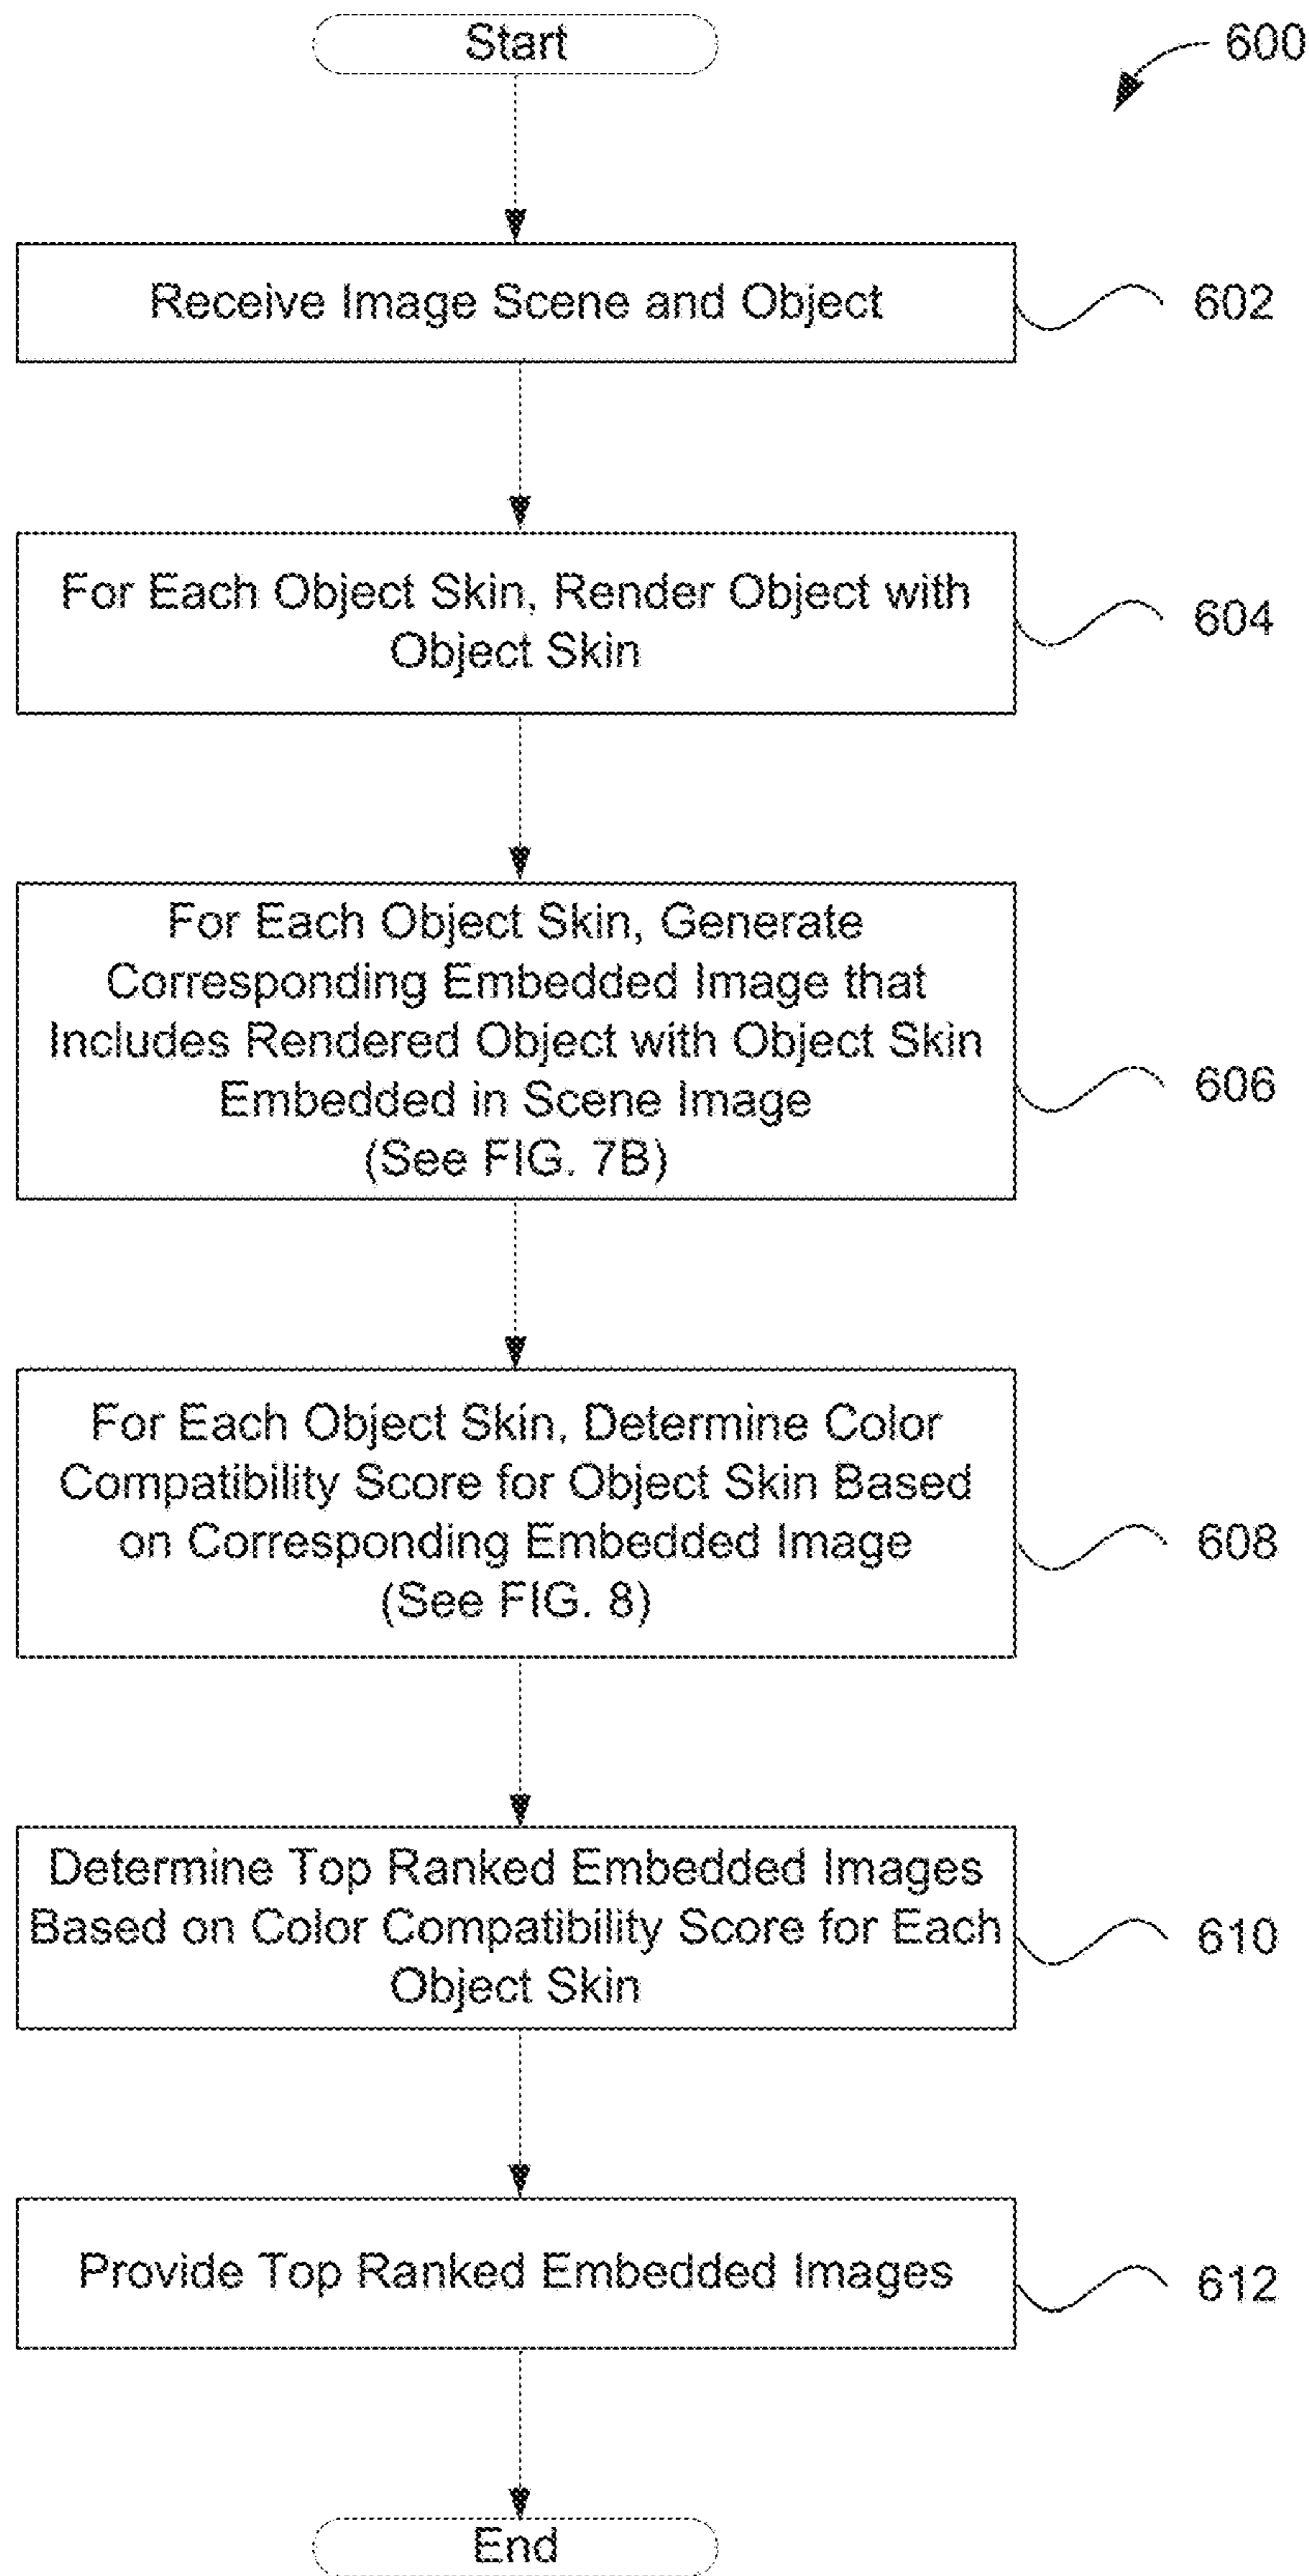 Start
600
Receive Image Scene and Object
602
For Each Object Skin, Render Object with
Object Skin
604
For Each Object Skin, Generate
Corresponding Embedded Image that
Includes Rendered Object with Object Skin
Embedded in Scene Image
(See FIG. 7B)
606
For Each Object Skin, Determine Color
Compatibility Score for Object Skin Based
on Corresponding Embedded Image
(See FIG. 8)
608
Determine Top Ranked Embedded Images
Based on Color Compatibility Score for Each
Object Skin
610
Provide Top Ranked Embedded Images
612
End